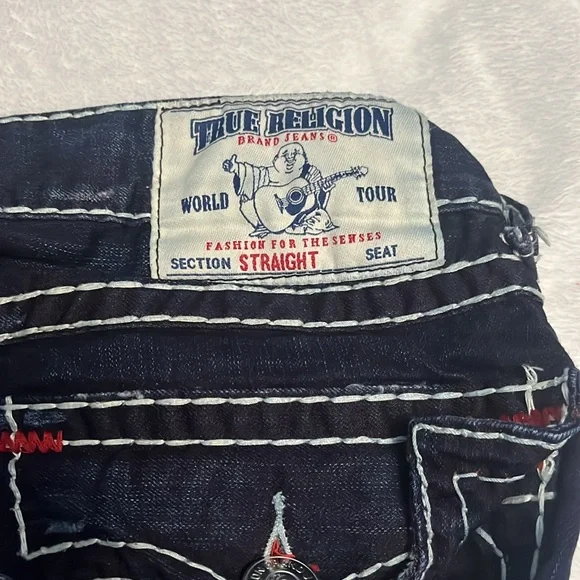 TRUE RELIGION
BRAND JEANS®
WORLD TOUR
FASHION FOR THE SENSES
SECTION STRAIGHT SEAT